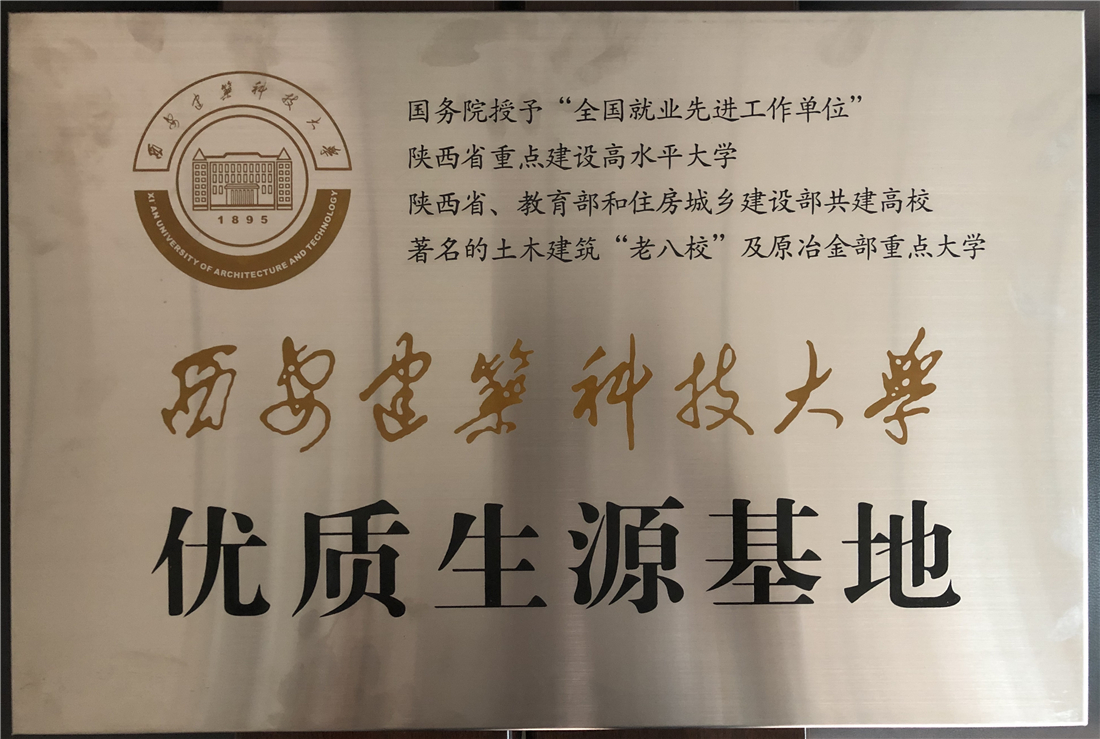 西安建筑科技大学
1895
XI'AN UNIVERSITY OF ARCHITECTURE AND TECHNOLOGY
国务院授予“全国就业先进工作单位”
陕西省重点建设高水平大学
陕西省、教育部和住房城乡建设部共建高校
著名的土木建筑“老八校”及原冶金部重点大学
西安建筑科技大学
优质生源基地